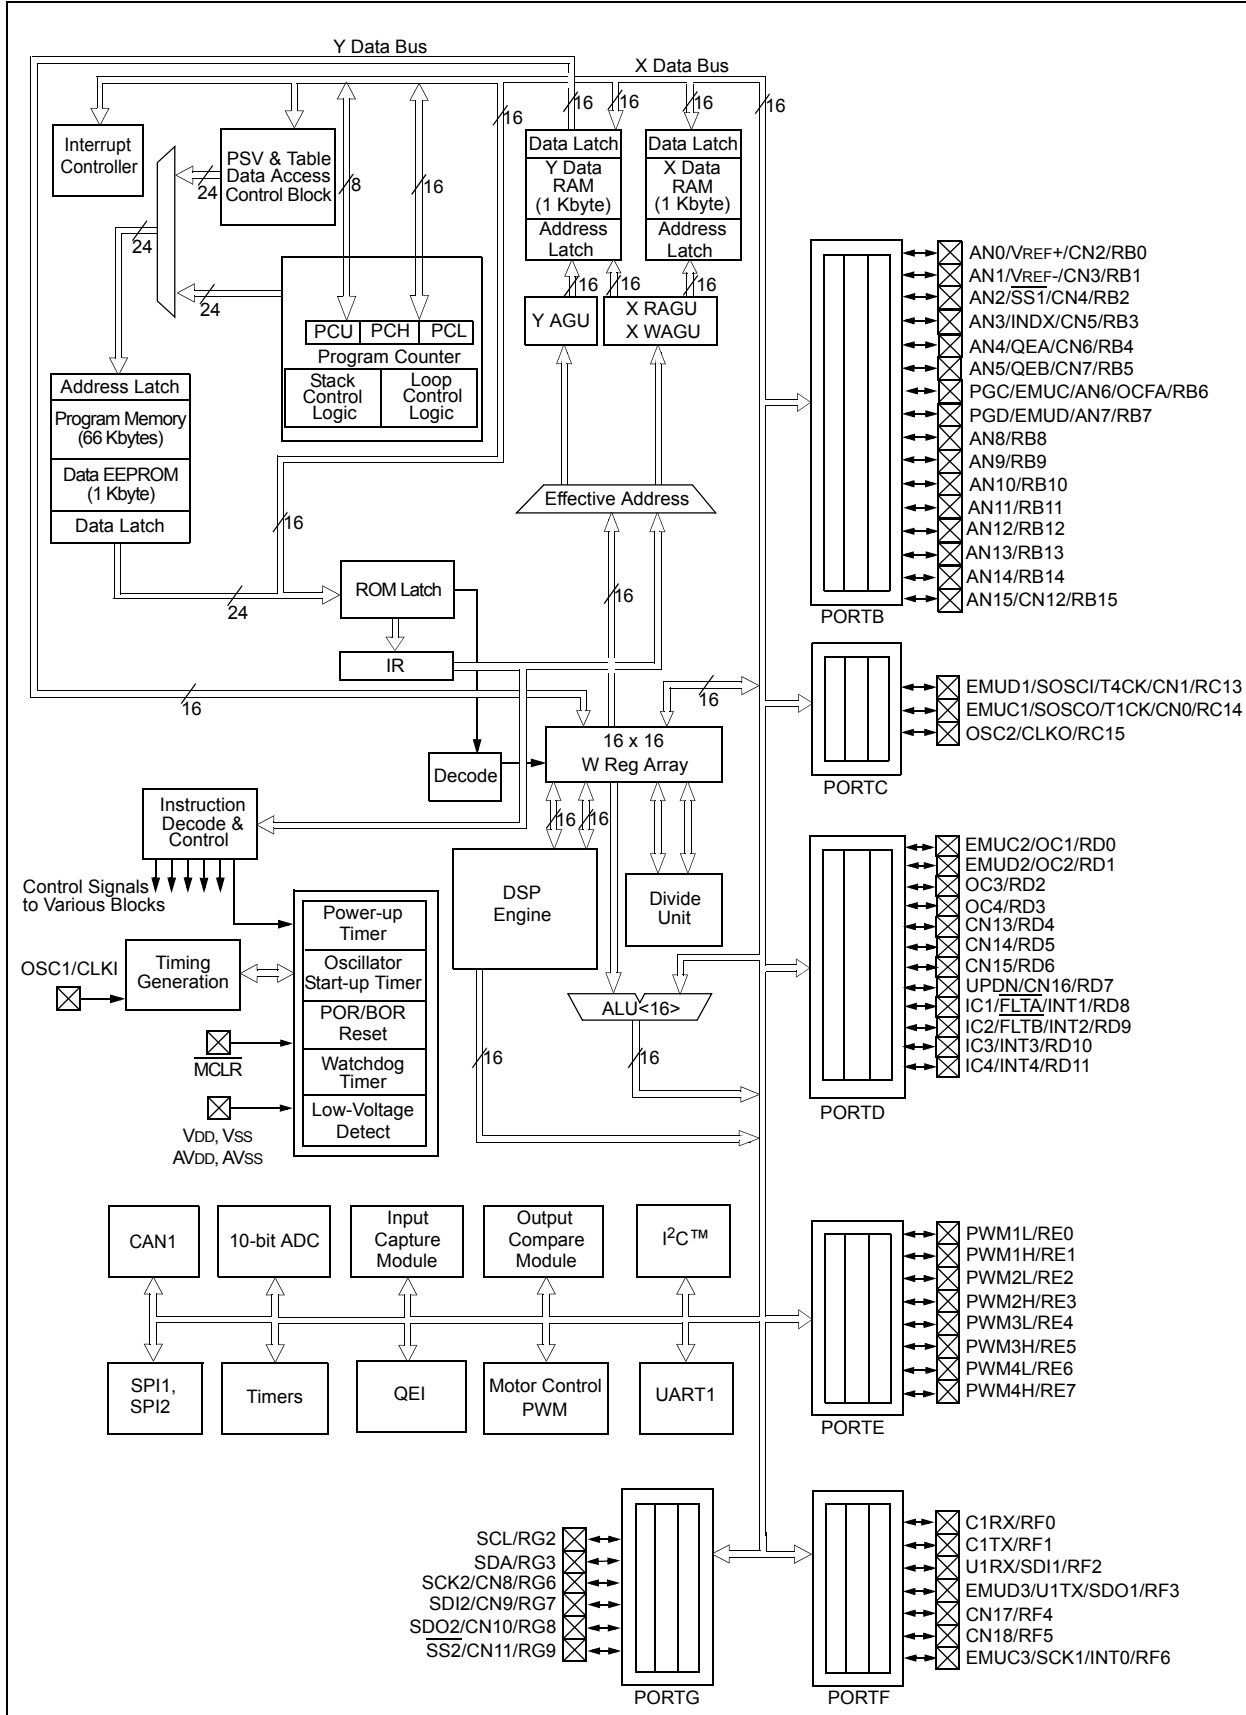 Y Data Bus
X Data Bus
16
16
16
16
16
Interrupt
Controller
PSV & Table
Data Access
Control Block
24
24
8
16
Data Latch
Y Data
RAM
(1 Kbyte)
Address
Latch
Data Latch
X Data
RAM
(1 Kbyte)
Address
Latch
16
16
16
24
PCU
PCH
PCL
Program Counter
Stack
Control
Logic
Loop
Control
Logic
Y AGU
X RAGU
X WAGU
Address Latch
Program Memory
(66 Kbytes)
Data EEPROM
(1 Kbyte)
Data Latch
Effective Address
16
24
ROM Latch
16
IR
16
16
16 x 16
W Reg Array
Decode
Instruction
Decode &
Control
16
16
Control Signals
to Various Blocks
DSP
Engine
Divide
Unit
Power-up
Timer
Oscillator
Start-up Timer
POR/BOR
Reset
Watchdog
Timer
Low-Voltage
Detect
OSC1/CLKI
Timing
Generation
MCLR
VDD, VSS
AVDD, AVSS
ALU<16>
16
16
CAN1
10-bit ADC
Input
Capture
Module
Output
Compare
Module
I2C™
SPI1,
SPI2
Timers
QEI
Motor Control
PWM
UART1
AN0/VREF+/CN2/RB0
AN1/VREF-/CN3/RB1
AN2/SS1/CN4/RB2
AN3/INDX/CN5/RB3
AN4/QEA/CN6/RB4
AN5/QEB/CN7/RB5
PGC/EMUC/AN6/OCFA/RB6
PGD/EMUD/AN7/RB7
AN8/RB8
AN9/RB9
AN10/RB10
AN11/RB11
AN12/RB12
AN13/RB13
AN14/RB14
AN15/CN12/RB15
PORTB
EMUD1/SOSCI/T4CK/CN1/RC13
EMUC1/SOSCO/T1CK/CN0/RC14
OSC2/CLKO/RC15
PORTC
EMUC2/OC1/RD0
EMUD2/OC2/RD1
OC3/RD2
OC4/RD3
CN13/RD4
CN14/RD5
CN15/RD6
UPDN/CN16/RD7
IC1/FLTA/INT1/RD8
IC2/FLTB/INT2/RD9
IC3/INT3/RD10
IC4/INT4/RD11
PORTD
PWM1L/RE0
PWM1H/RE1
PWM2L/RE2
PWM2H/RE3
PWM3L/RE4
PWM3H/RE5
PWM4L/RE6
PWM4H/RE7
PORTE
SCL/RG2
SDA/RG3
SCK2/CN8/RG6
SDI2/CN9/RG7
SDO2/CN10/RG8
SS2/CN11/RG9
PORTG
C1RX/RF0
C1TX/RF1
U1RX/SDI1/RF2
EMUD3/U1TX/SDO1/RF3
CN17/RF4
CN18/RF5
EMUC3/SCK1/INT0/RF6
PORTF